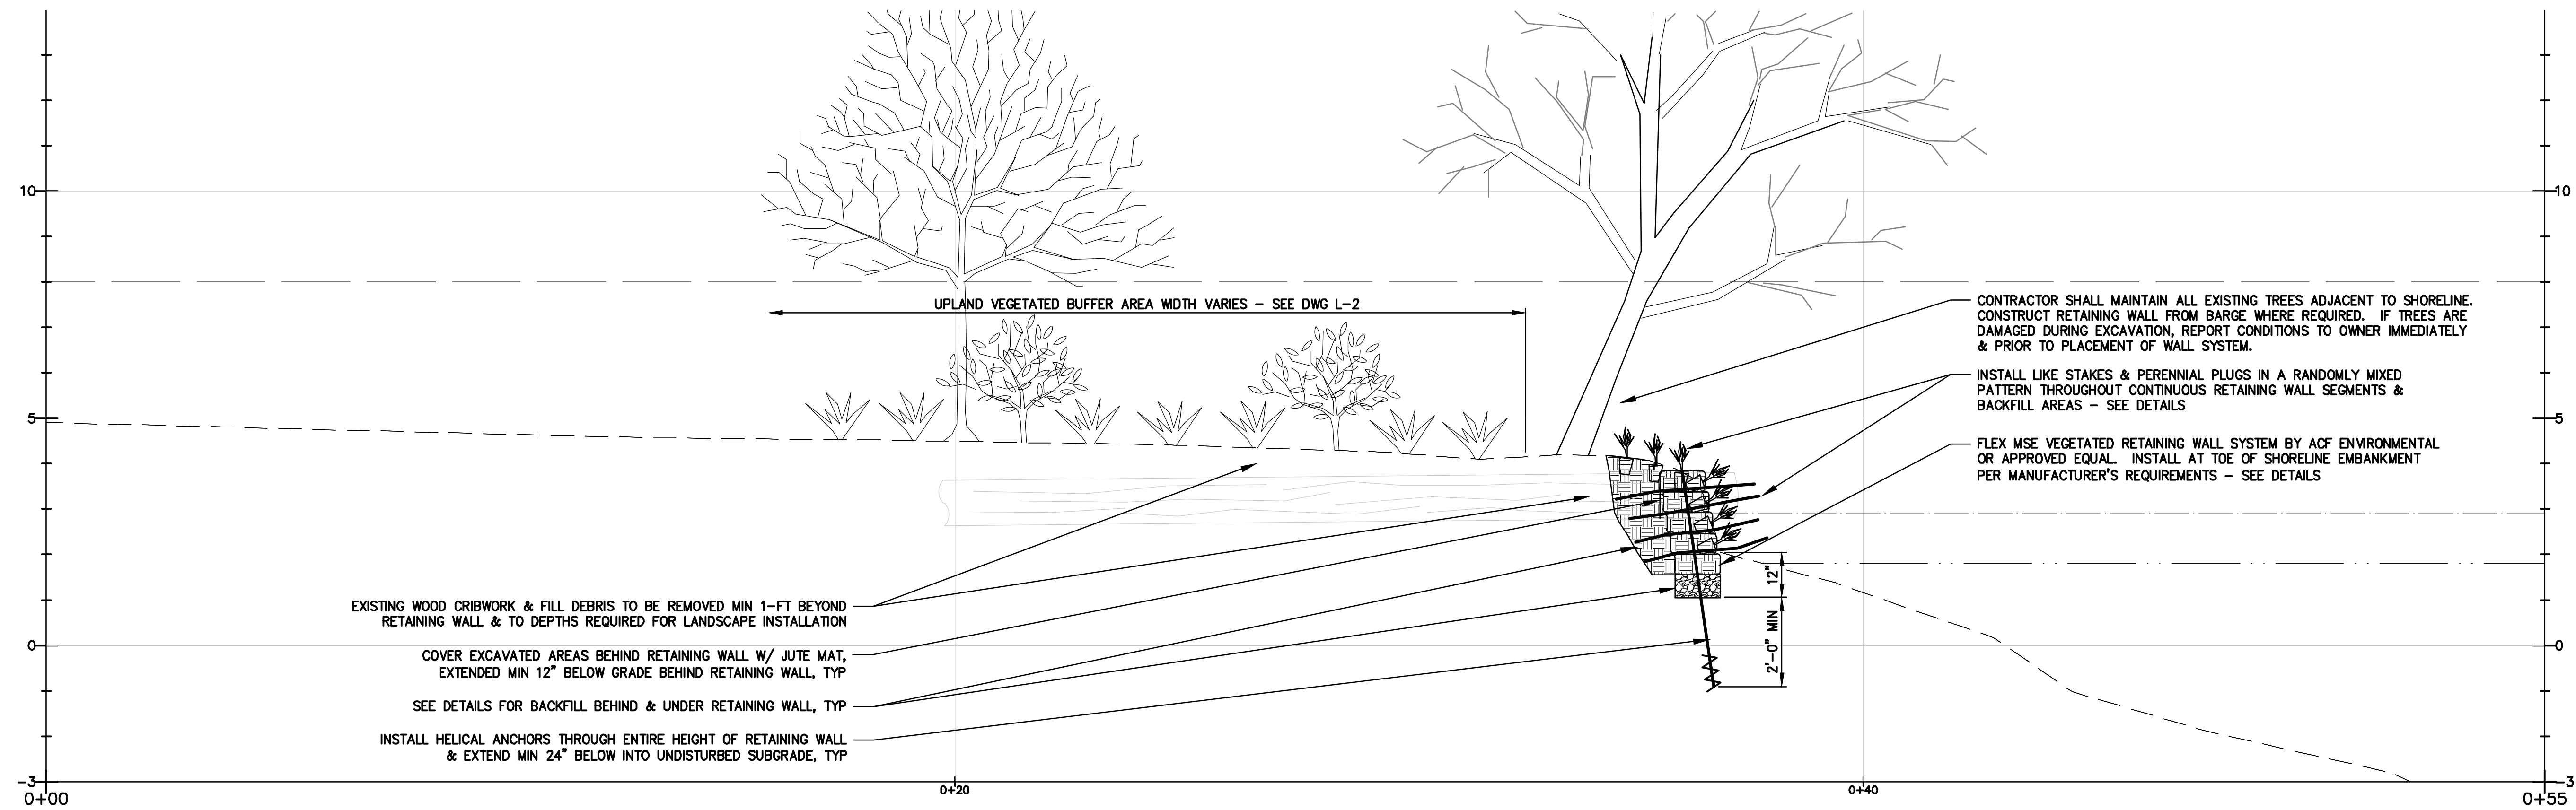 10
10
UPLAND VEGETATED BUFFER AREA WIDTH VARIES - SEE DWG L-2
CONTRACTOR SHALL MAINTAIN ALL EXISTING TREES ADJACENT TO SHORELINE.
CONSTRUCT RETAINING WALL FROM BARGE WHERE REQUIRED. IF TREES ARE
DAMAGED DURING EXCAVATION, REPORT CONDITIONS TO OWNER IMMEDIATELY
& PRIOR TO PLACEMENT OF WALL SYSTEM.
INSTALL LIKE STAKES & PERENNIAL PLUGS IN A RANDOMLY MIXED
PATTERN THROUGHOUT CONTINUOUS RETAINING WALL SEGMENTS &
BACKFILL AREAS - SEE DETAILS
5
5
FLEX MSE VEGETATED RETAINING WALL SYSTEM BY ACF ENVIRONMENTAL
OR APPROVED EQUAL. INSTALL AT TOE OF SHORELINE EMBANKMENT
PER MANUFACTURER'S REQUIREMENTS - SEE DETAILS
12"
2'-0" MIN
EXISTING WOOD CRIBWORK & FILL DEBRIS TO BE REMOVED MIN 1-FT BEYOND
RETAINING WALL & TO DEPTHS REQUIRED FOR LANDSCAPE INSTALLATION
0
0
COVER EXCAVATED AREAS BEHIND RETAINING WALL W/ JUTE MAT,
EXTENDED MIN 12" BELOW GRADE BEHIND RETAINING WALL, TYP
SEE DETAILS FOR BACKFILL BEHIND & UNDER RETAINING WALL, TYP
INSTALL HELICAL ANCHORS THROUGH ENTIRE HEIGHT OF RETAINING WALL
& EXTEND MIN 24" BELOW INTO UNDISTURBED SUBGRADE, TYP
-3
-3
0+00
0+20
0+40
0+55